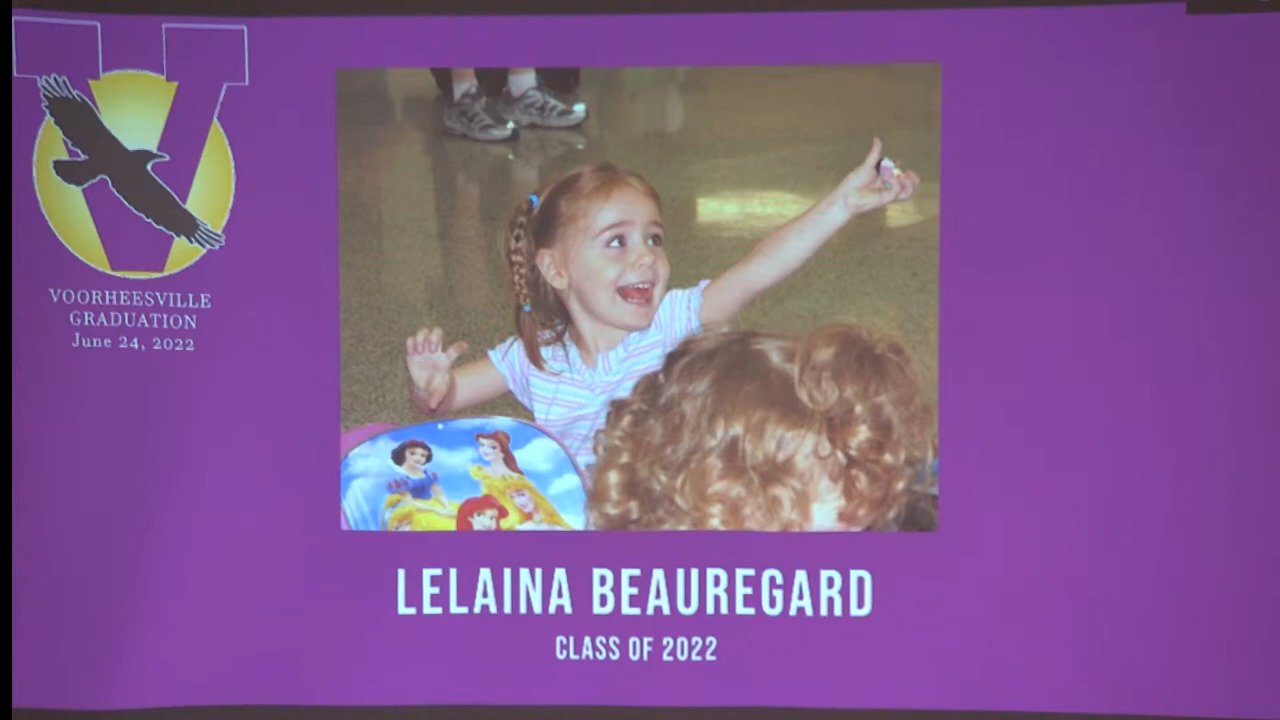 VOORHEESVILLE
GRADUATION
June 24, 2022
LELAINA BEAUREGARD
CLASS OF 2022